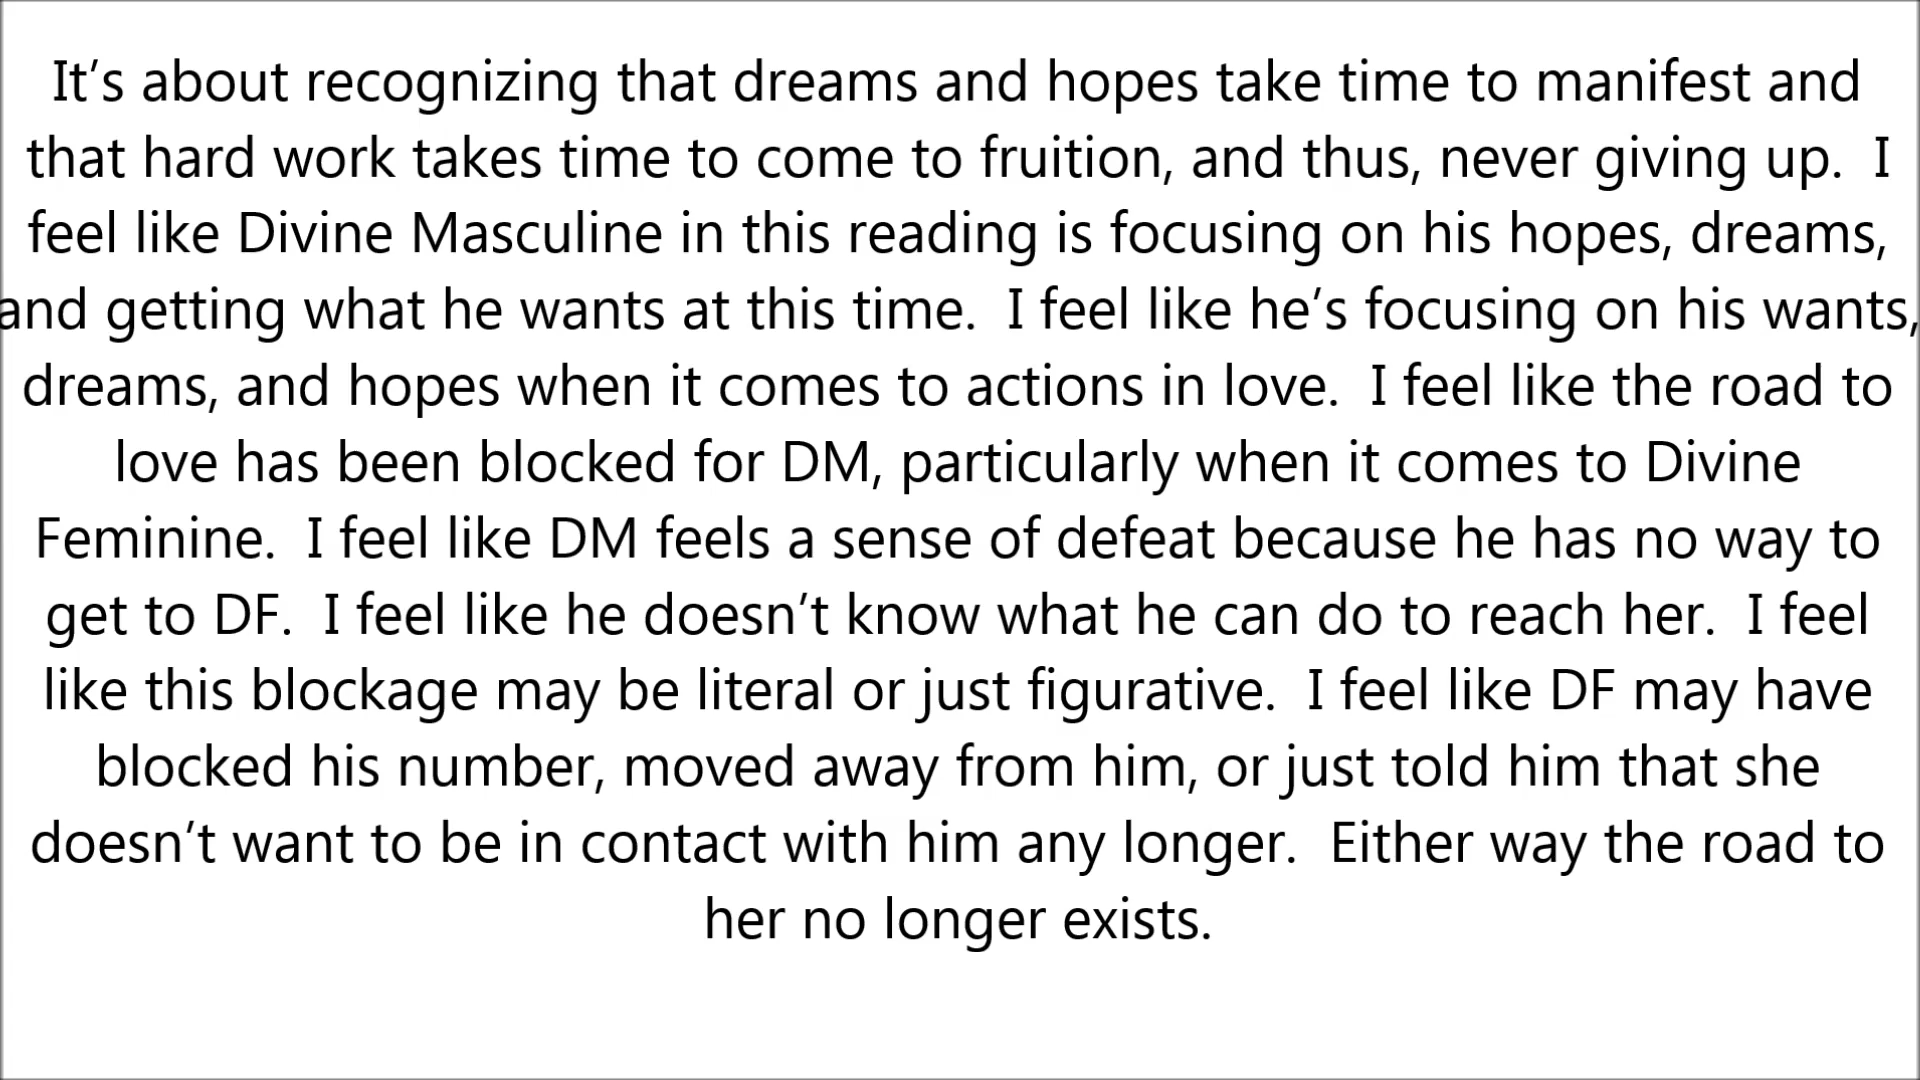 It’s about recognizing that dreams and hopes take time to manifest and
that hard work takes time to come to fruition, and thus, never giving up.  I
feel like Divine Masculine in this reading is focusing on his hopes, dreams,
and getting what he wants at this time.  I feel like he’s focusing on his wants,
dreams, and hopes when it comes to actions in love.  I feel like the road to
love has been blocked for DM, particularly when it comes to Divine
Feminine.  I feel like DM feels a sense of defeat because he has no way to
get to DF.  I feel like he doesn’t know what he can do to reach her.  I feel
like this blockage may be literal or just figurative.  I feel like DF may have
blocked his number, moved away from him, or just told him that she
doesn’t want to be in contact with him any longer.  Either way the road to
her no longer exists.